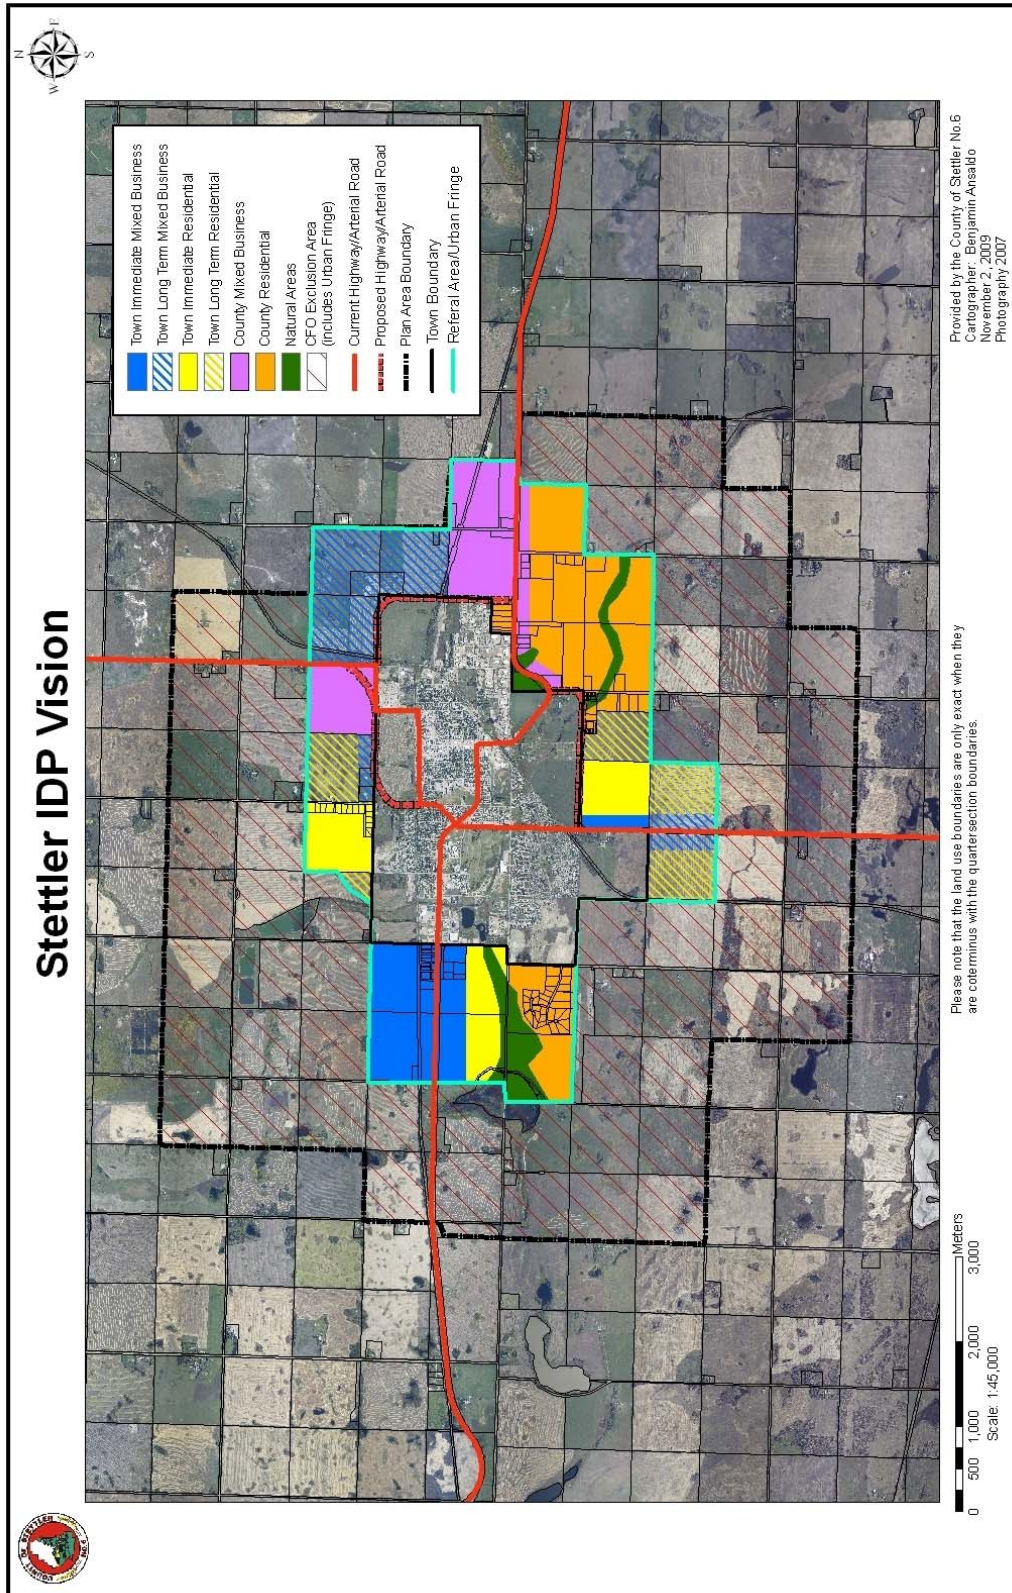 Stettler IDP Vision
N
W
E
S
Town Immediate Mixed Business
Town Long Term Mixed Business
Town Immediate Residential
Town Long Term Residential
County Mixed Business
County Residential
Natural Areas
CFO Exclusion Area
(includes Urban Fringe)
Current Highway/Arterial Road
Proposed Highway/Arterial Road
Plan Area Boundary
Town Boundary
Referal Area/Urban Fringe
Meters
0 500 1,000 2,000 3,000
Scale: 1:45,000
Please note that the land use boundaries are only exact when they
are coterminus with the quartersection boundaries.
Provided by the County of Stettler No.6
Cartographer: Benjamin Ansaldo
November 2, 2009
Photography 2007